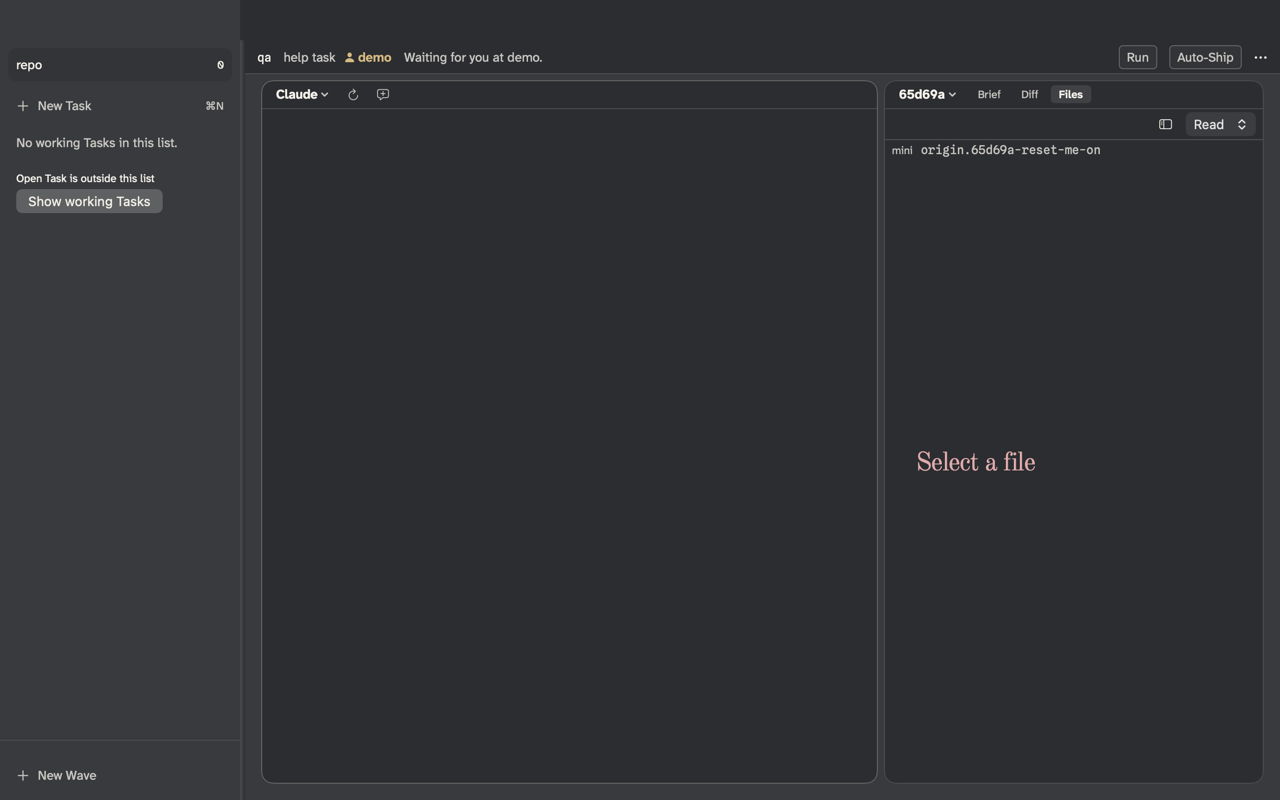 repo 0
New Task ⌘N
No working Tasks in this list.
Open Task is outside this list
Show working Tasks
New Wave
qa help task demo Waiting for you at demo.
Run Auto-Ship ···
Claude
65d69a Brief Diff Files
Read
mini origin.65d69a-reset-me-on
Select a file